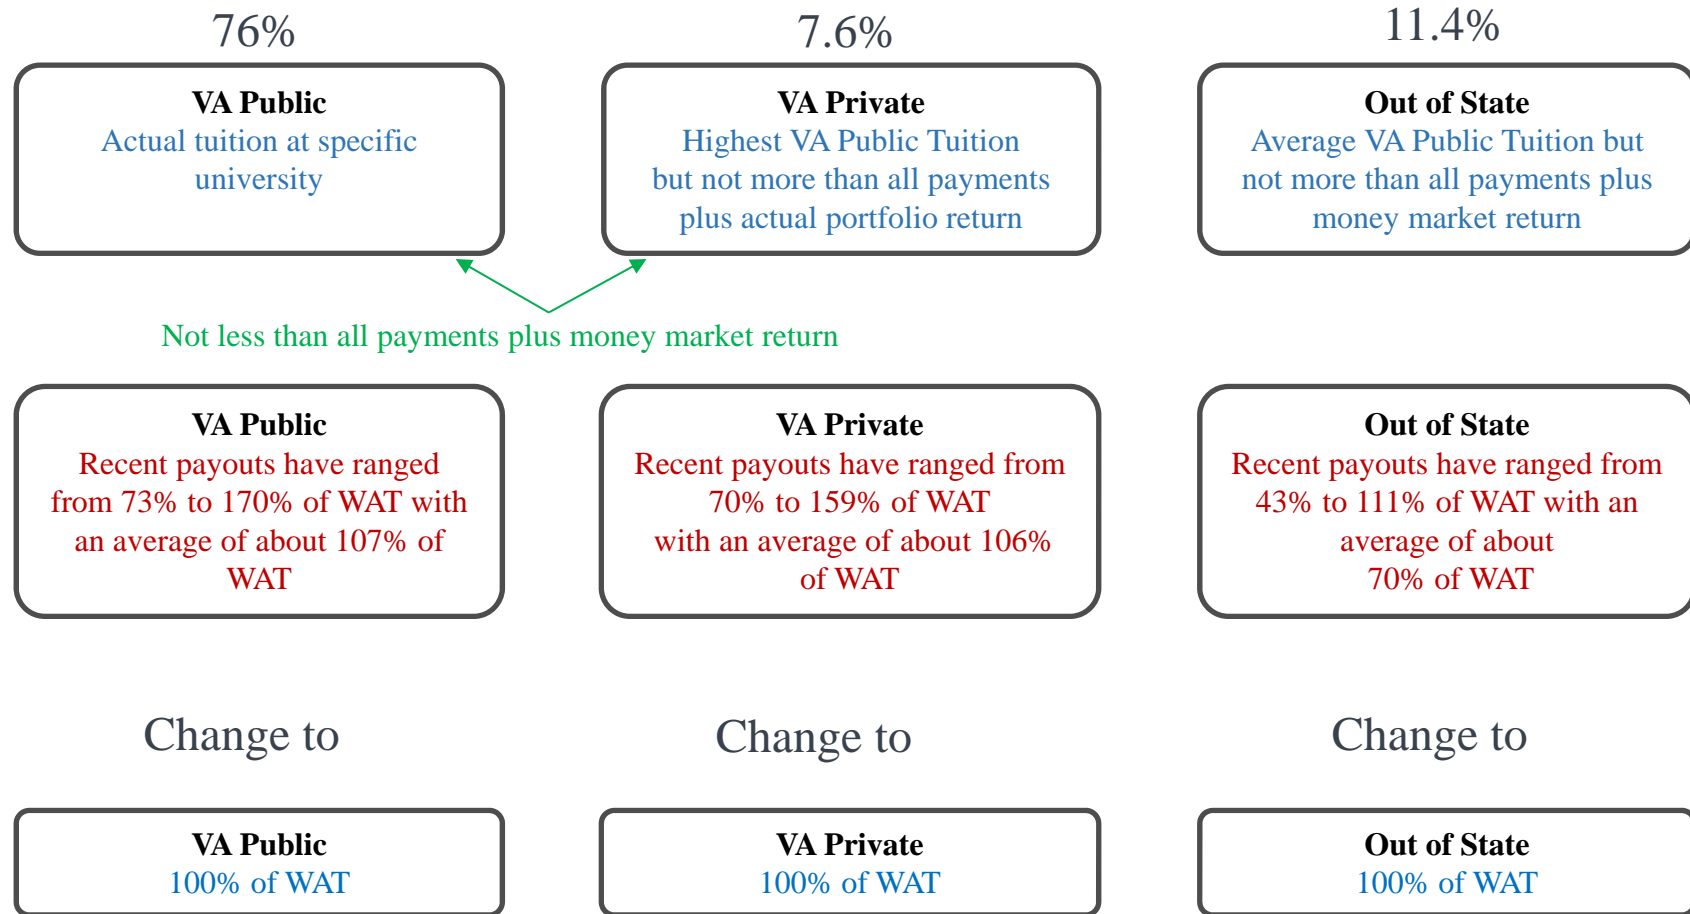 76%
7.6%
11.4%
VA Public
Actual tuition at specific
university
VA Private
Highest VA Public Tuition
but not more than all payments
plus actual portfolio return
Out of State
Average VA Public Tuition but
not more than all payments plus
money market return
Not less than all payments plus money market return
VA Public
Recent payouts have ranged
from 73% to 170% of WAT with
an average of about 107% of
WAT
VA Private
Recent payouts have ranged from
70% to 159% of WAT
with an average of about 106%
of WAT
Out of State
Recent payouts have ranged from
43% to 111% of WAT with an
average of about
70% of WAT
Change to
Change to
Change to
VA Public
100% of WAT
VA Private
100% of WAT
Out of State
100% of WAT